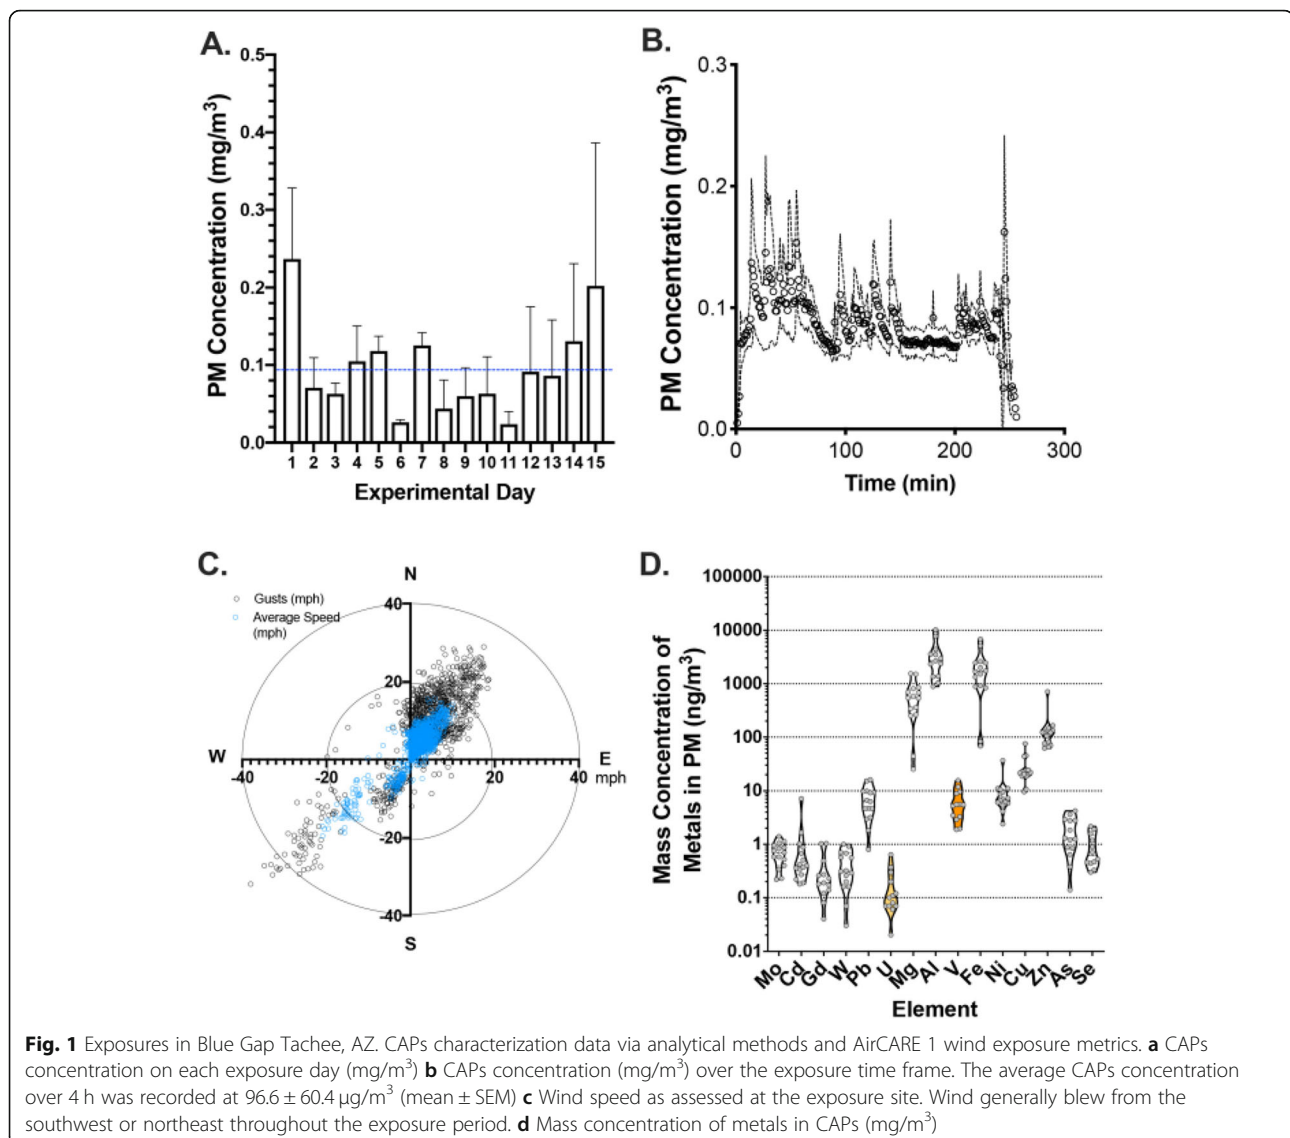 A.
PM Concentration (mg/m³)
0.5
0.4
0.3
0.2
0.1
0.0
1 2 3 4 5 6 7 8 9 10 11 12 13 14 15
Experimental Day
B.
PM Concentration (mg/m³)
0.3
0.2
0.1
0.0
0 100 200 300
Time (min)
C.
Gusts (mph)
Average Speed
(mph)
N
40
20
W
E
-40 -20 20 40
mph
-20
-40
S
D.
Mass Concentration of
Metals in PM (ng/m³)
100000
10000
1000
100
10
1
0.1
0.01
Mo Cd Gd W Pb U Mg Al V Fe Ni Cu Zn As Se
Element
Fig. 1 Exposures in Blue Gap Tachee, AZ. CAPs characterization data via analytical methods and AirCARE 1 wind exposure metrics. a CAPs
concentration on each exposure day (mg/m³) b CAPs concentration (mg/m³) over the exposure time frame. The average CAPs concentration
over 4 h was recorded at 96.6 ± 60.4 μg/m³ (mean ± SEM) c Wind speed as assessed at the exposure site. Wind generally blew from the
southwest or northeast throughout the exposure period. d Mass concentration of metals in CAPs (mg/m³)